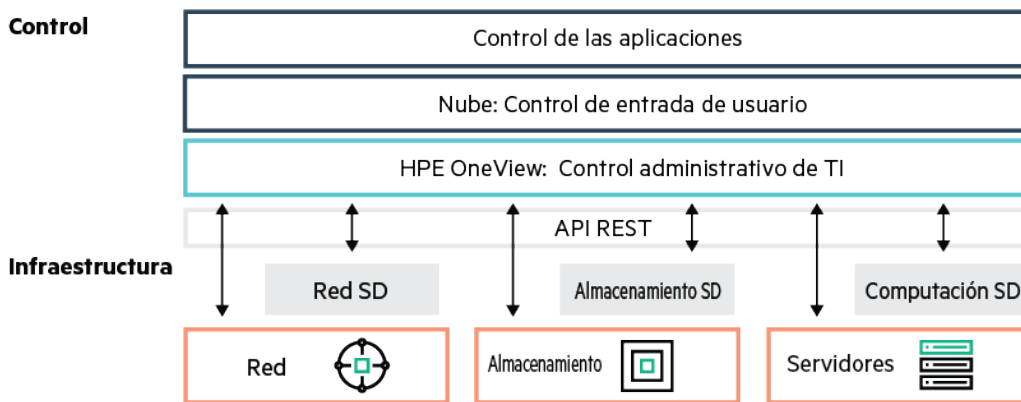 Control
Control de las aplicaciones
Nube: Control de entrada de usuario
HPE OneView: Control administrativo de TI
API REST
Infraestructura
Red SD
Almacenamiento SD
Computación SD
Red
Almacenamiento
Servidores